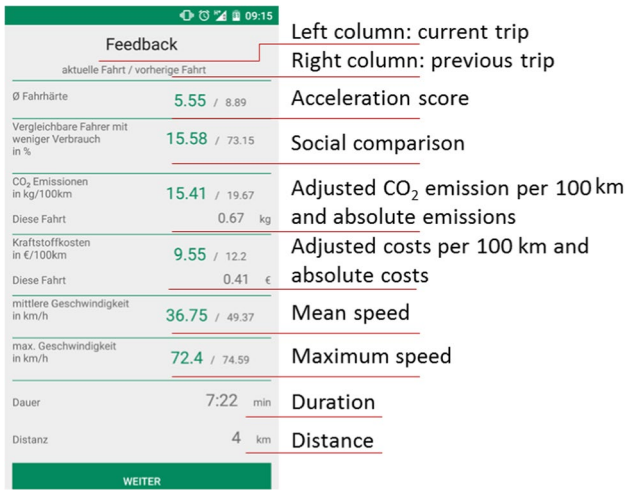 09:15
Feedback
aktuelle Fahrt / vorherige Fahrt
Left column: current trip
Right column: previous trip
Ø Fahrhärte
5.55 / 8.89
Acceleration score
Vergleichbare Fahrer mit
weniger Verbrauch
in %
15.58 / 73.15
Social comparison
CO₂ Emissionen
in kg/100km
15.41 / 19.67
Diese Fahrt
0.67 kg
Adjusted CO₂ emission per 100 km
and absolute emissions
Kraftstoffkosten
in €/100km
9.55 / 12.2
Diese Fahrt
0.41 €
Adjusted costs per 100 km and
absolute costs
mittlere Geschwindigkeit
in km/h
36.75 / 49.37
Mean speed
max. Geschwindigkeit
in km/h
72.4 / 74.59
Maximum speed
Dauer
7:22 min
Duration
Distanz
4 km
Distance
WEITER